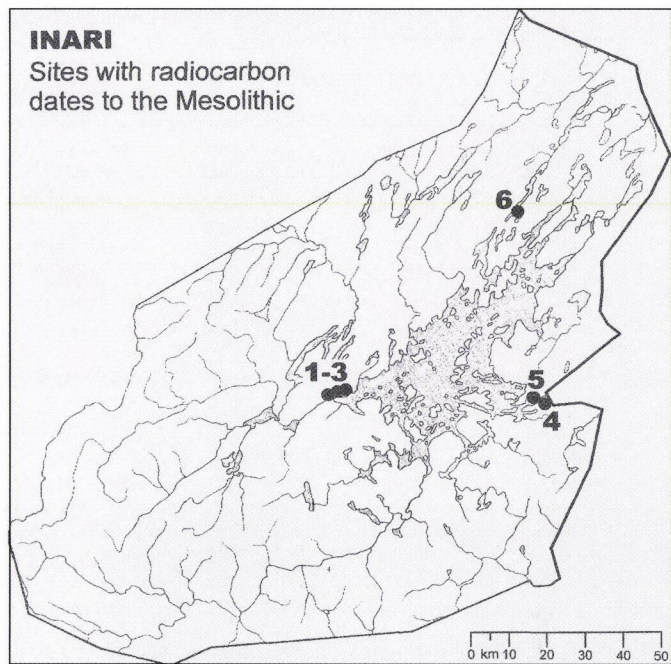 INARI
Sites with radiocarbon
dates to the Mesolithic
6
1-3
5
4
0 km 10 20 30 40 50